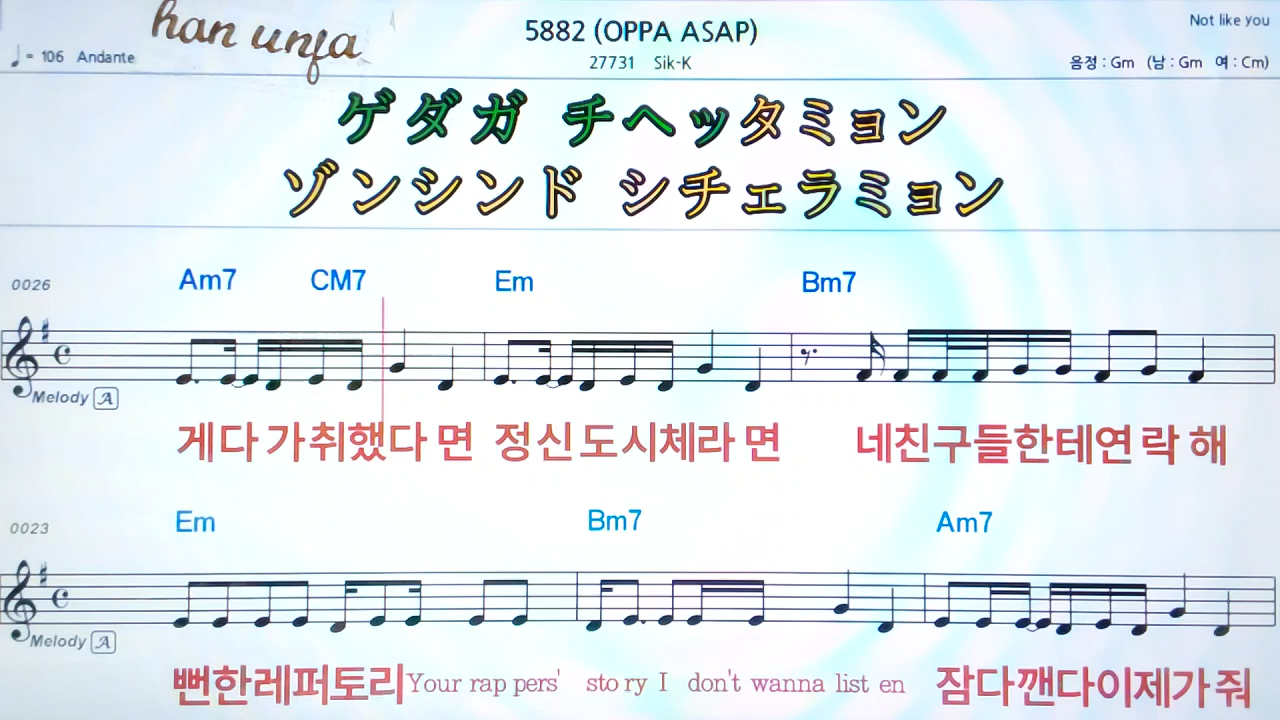 han unfa
5882 (OPPA ASAP)
Not like you
♩ = 106 Andante
27731 Sik-K
음정 : Gm (남 : Gm 여 : Cm)
ゲダガ チヘッタミョン
ゾンシンド シチェラミョン
0026
Am7 CM7 Em Bm7
Melody A
게다가취했다면 정신도시체라면 네친구들한테연락해
0023
Em Bm7 Am7
Melody A
뻔한레퍼토리Your rap pers' sto ry I don't wanna list en 잠다깬다이제가줘